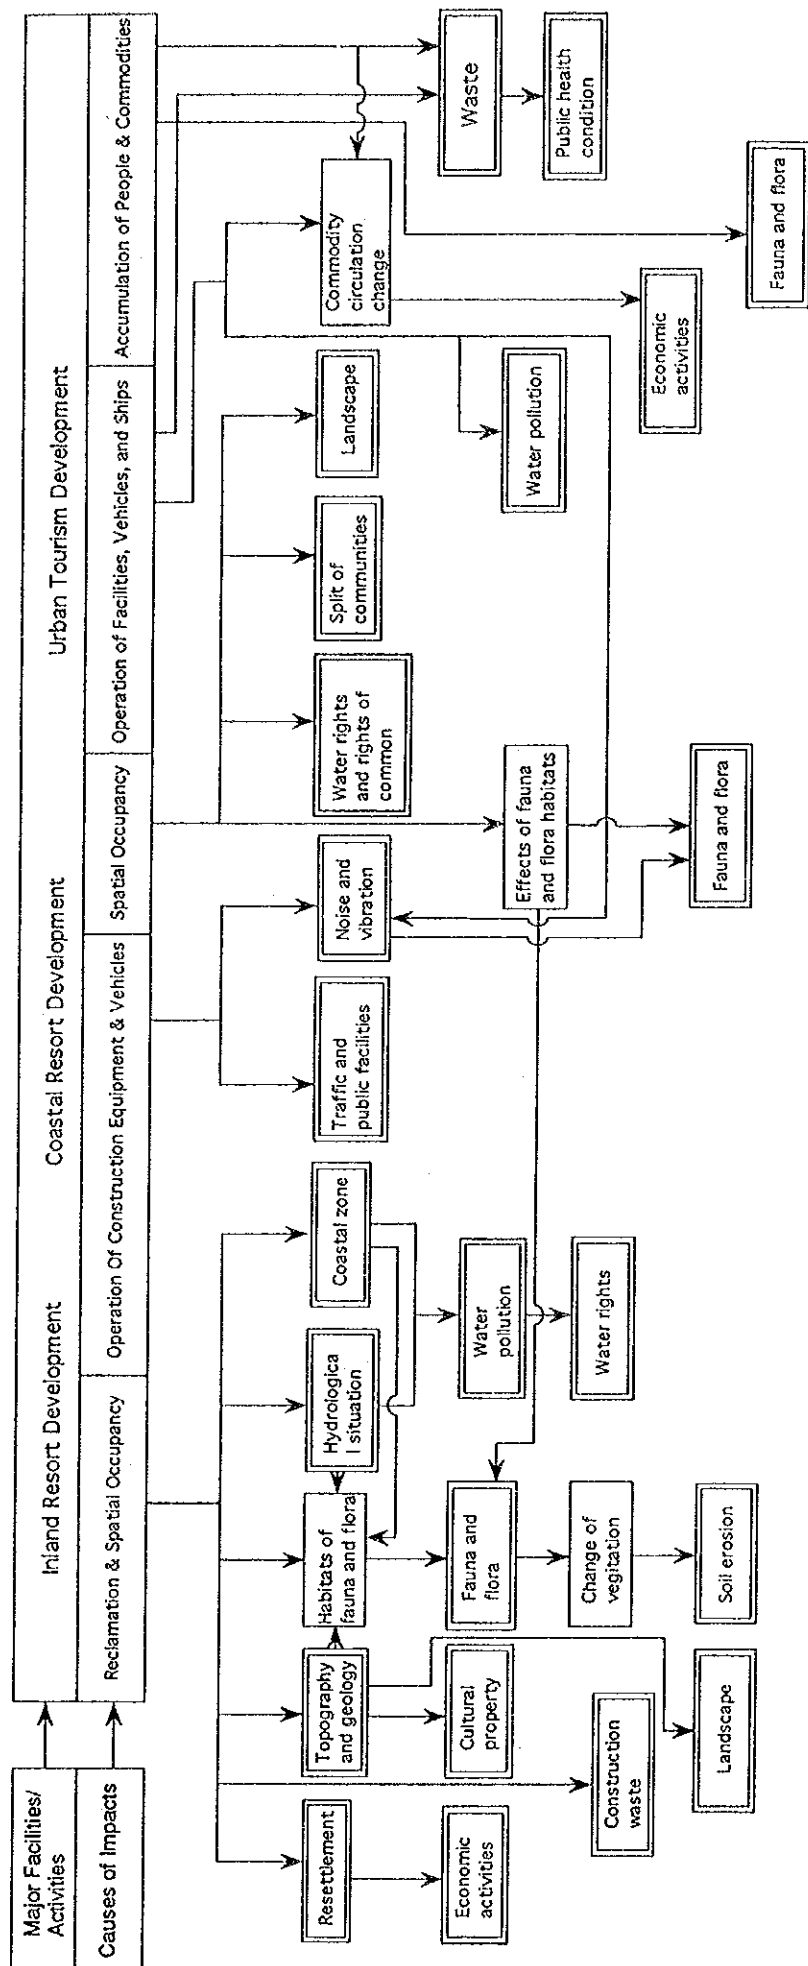 Major Facilities/
Activities
Causes of Impacts
Inland Resort Development
Coastal Resort Development
Urban Tourism Development
Reclamation & Spatial Occupancy
Operation Of Construction Equipment & Vehicles
Spatial Occupancy
Operation of Facilities, Vehicles, and Ships
Accumulation of People & Commodities
Resettlement
Topography
and geology
Habitats of
fauna and flora
Hydrologica
l situation
Coastal zone
Traffic and
public facilities
Noise and
vibration
Water rights
and rights of
common
Split of
communities
Landscape
Commodity
circulation
change
Waste
Economic
activities
Cultural
property
Fauna and
flora
Water
pollution
Effects of fauna
and flora habitats
Water pollution
Public health
condition
Construction
waste
Change of
vegitation
Water rights
Economic
activities
Landscape
Soil erosion
Fauna and flora
Fauna and flora